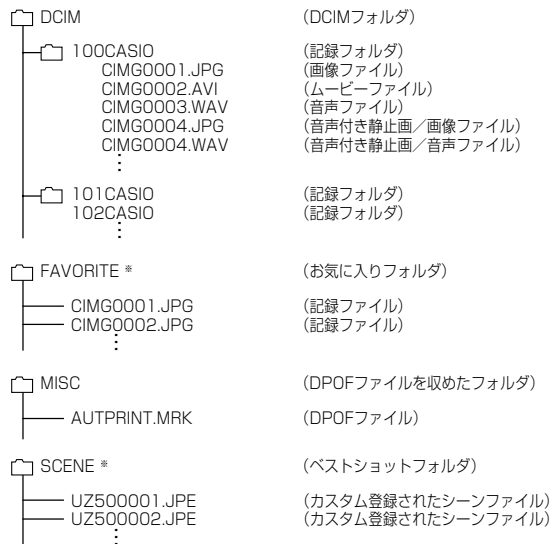 DCIM （DCIMフォルダ）
100CASIO （記録フォルダ）
CIMG0001.JPG （画像ファイル）
CIMG0002.AVI （ムービーファイル）
CIMG0003.WAV （音声ファイル）
CIMG0004.JPG （音声付き静止画／画像ファイル）
CIMG0004.WAV （音声付き静止画／音声ファイル）
101CASIO （記録フォルダ）
102CASIO （記録フォルダ）
FAVORITE ※ （お気に入りフォルダ）
CIMG0001.JPG （記録ファイル）
CIMG0002.JPG （記録ファイル）
MISC （DPOFファイルを収めたフォルダ）
AUTPRINT.MRK （DPOFファイル）
SCENE ※ （ベストショットフォルダ）
UZ500001.JPE （カスタム登録されたシーンファイル）
UZ500002.JPE （カスタム登録されたシーンファイル）